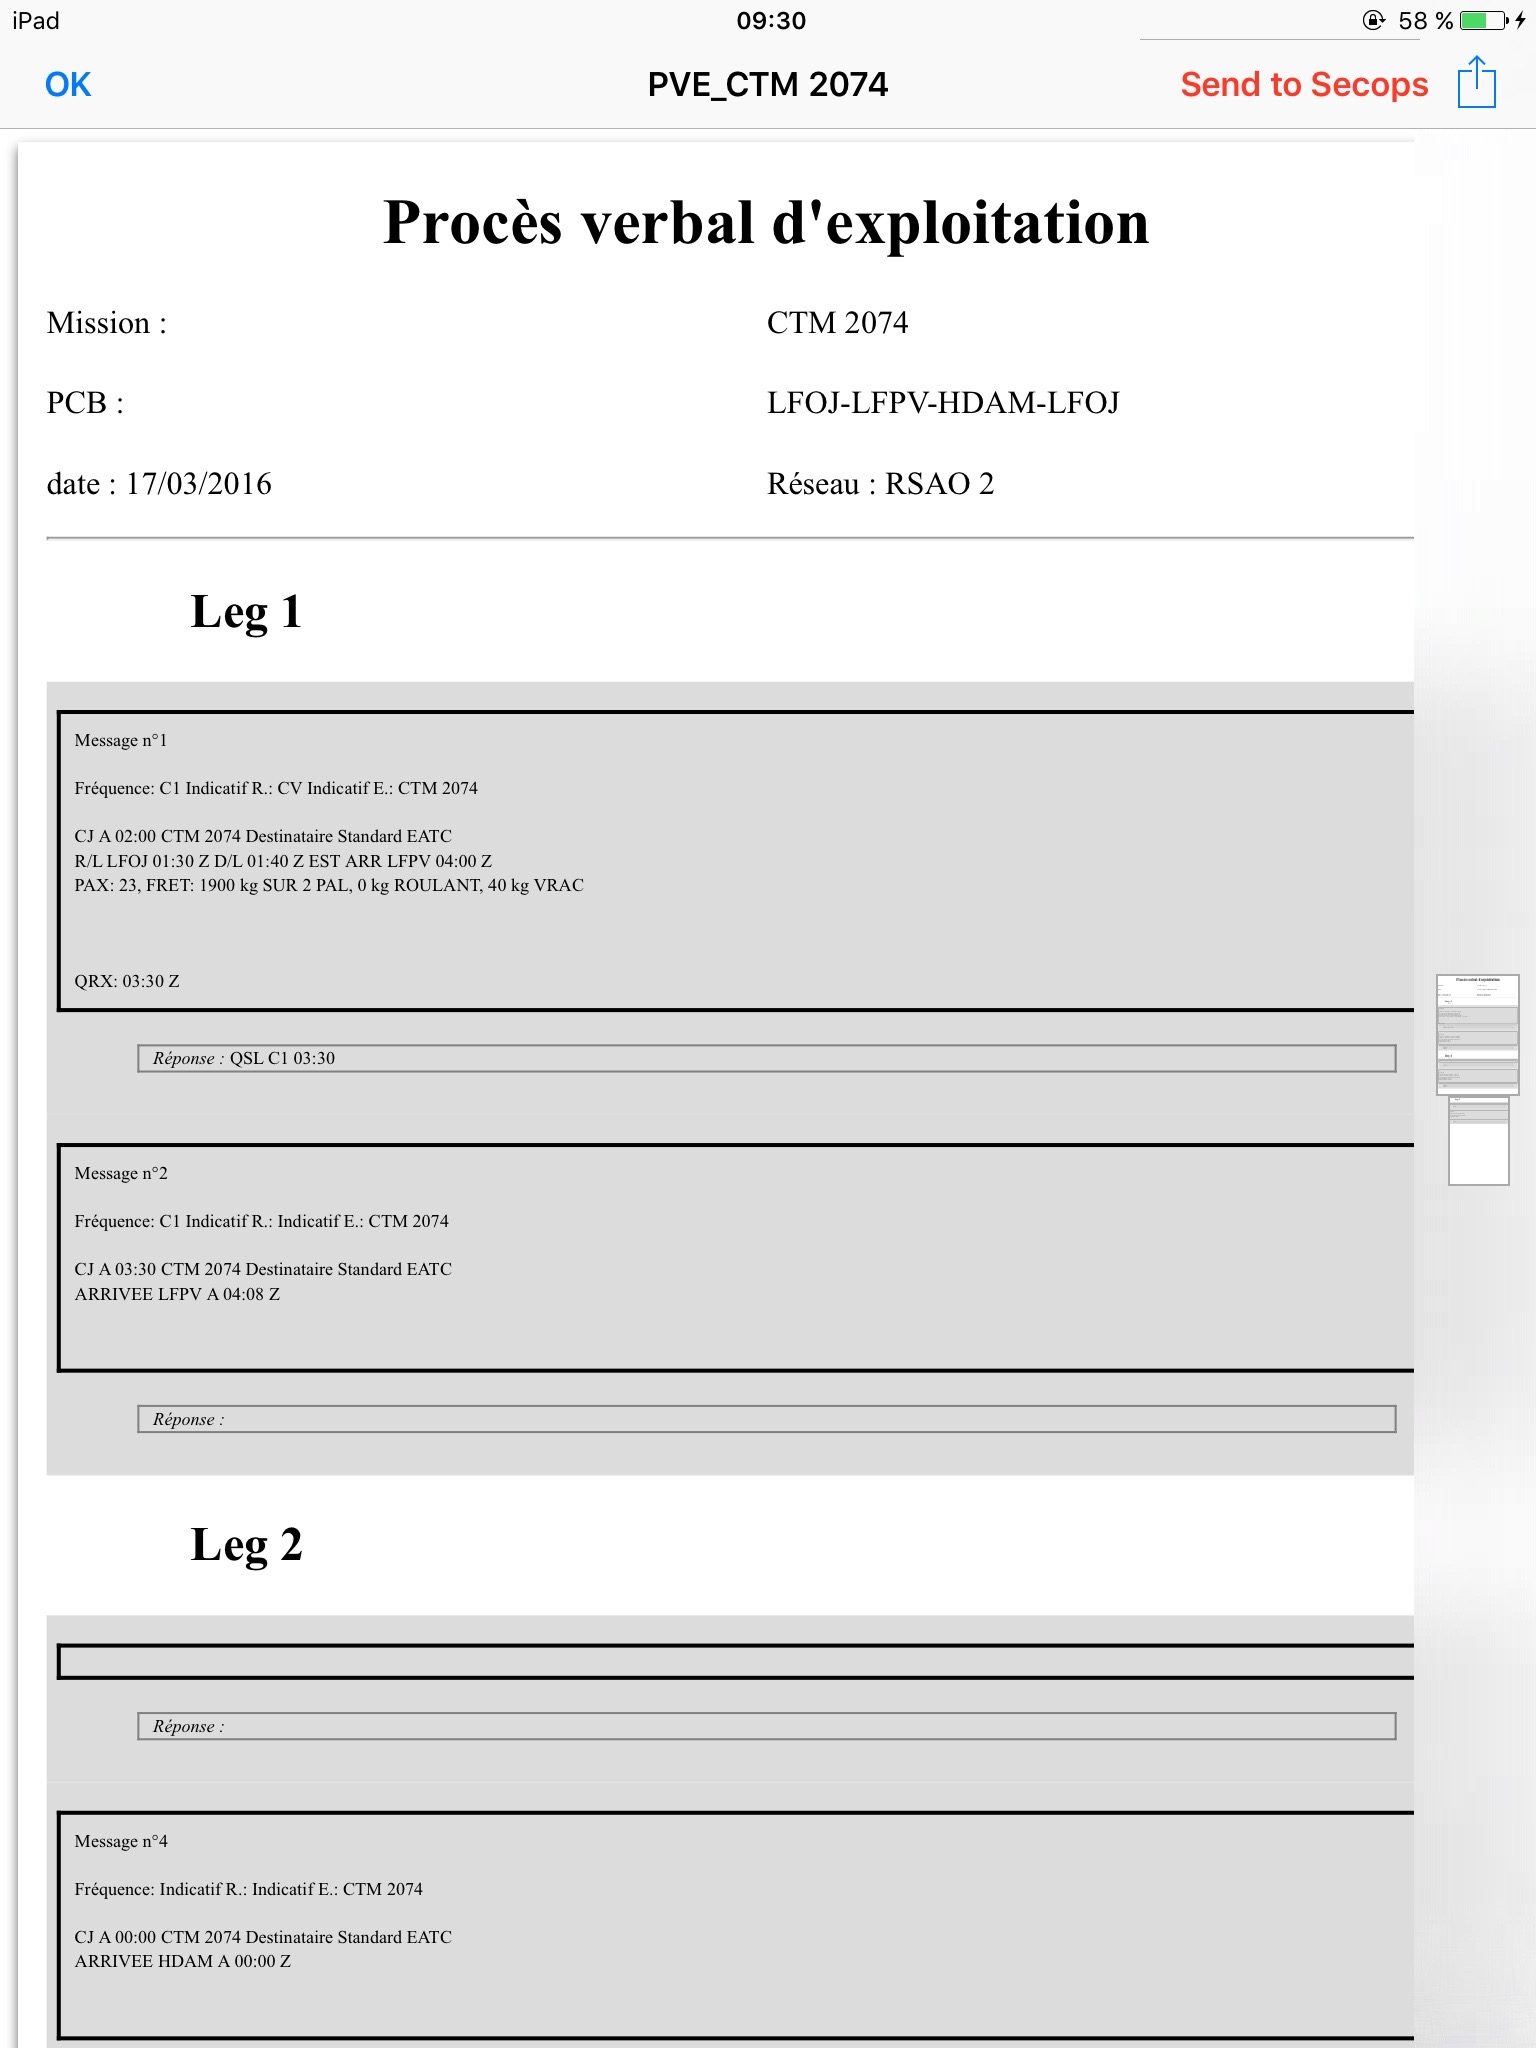 iPad
09:30
58 %
OK
PVE_CTM 2074
Send to Secops
Procès verbal d'exploitation
Mission :
CTM 2074
PCB :
LFOJ-LFPV-HDAM-LFOJ
date : 17/03/2016
Réseau : RSAO 2
Leg 1
Message n°1
Fréquence: C1 Indicatif R.: CV Indicatif E.: CTM 2074
CJ A 02:00 CTM 2074 Destinataire Standard EATC
R/L LFOJ 01:30 Z D/L 01:40 Z EST ARR LFPV 04:00 Z
PAX: 23, FRET: 1900 kg SUR 2 PAL, 0 kg ROULANT, 40 kg VRAC
QRX: 03:30 Z
Réponse : QSL C1 03:30
Message n°2
Fréquence: C1 Indicatif R.: Indicatif E.: CTM 2074
CJ A 03:30 CTM 2074 Destinataire Standard EATC
ARRIVEE LFPV A 04:08 Z
Réponse :
Leg 2
Réponse :
Message n°4
Fréquence: Indicatif R.: Indicatif E.: CTM 2074
CJ A 00:00 CTM 2074 Destinataire Standard EATC
ARRIVEE HDAM A 00:00 Z